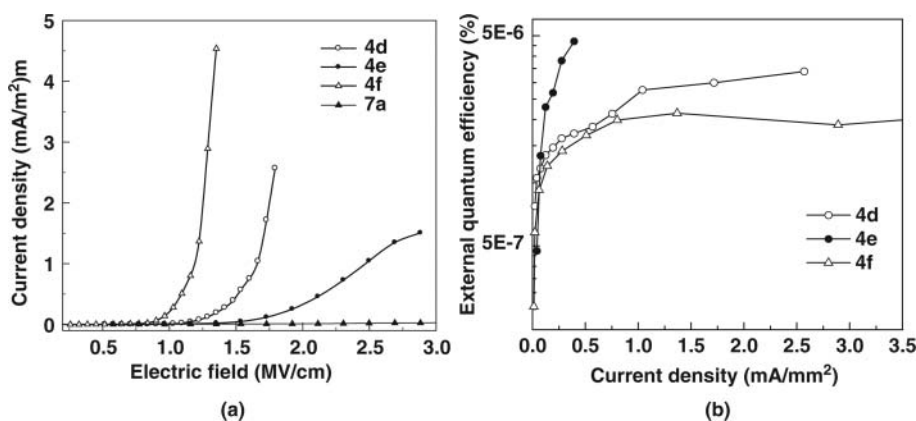 Current density (mA/m²)m
5
4
3
2
1
0
4d
4e
4f
7a
0.5 1.0 1.5 2.0 2.5 3.0
Electric field (MV/cm)
(a)
External quantum efficiency (%)
5E-6
5E-7
4d
4e
4f
0.0 0.5 1.0 1.5 2.0 2.5 3.0 3.5
Current density (mA/mm²)
(b)